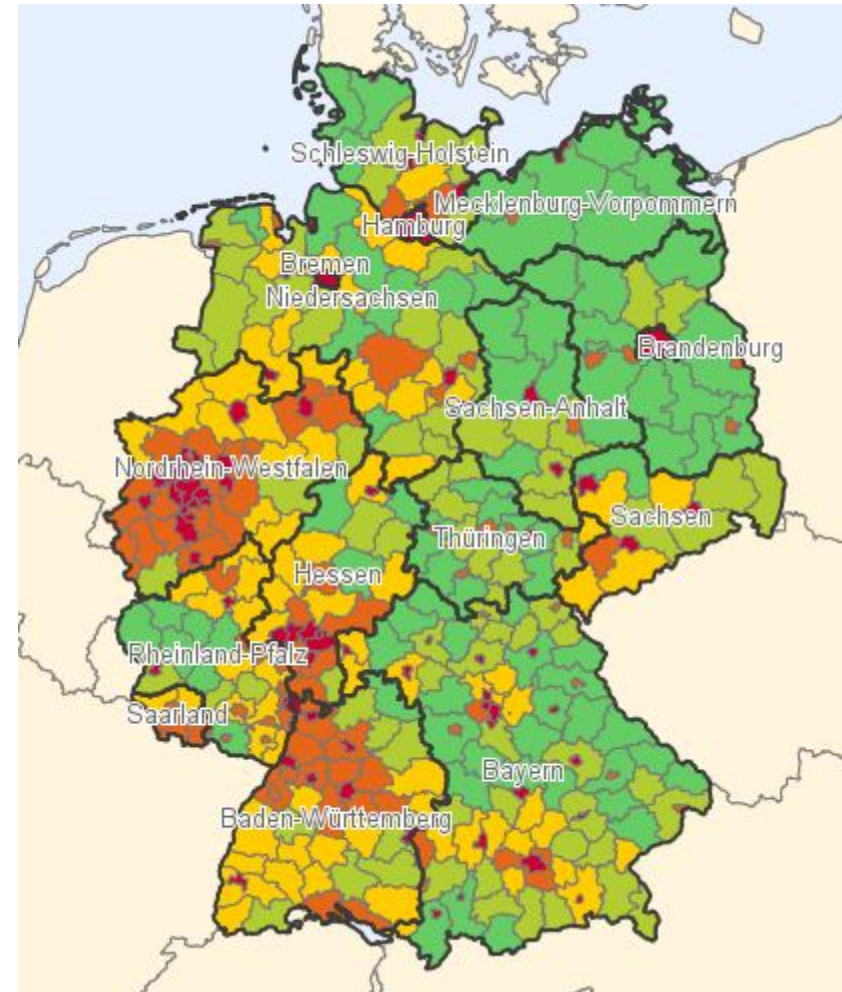 Schleswig-Holstein
Mecklenburg-Vorpommern
Hamburg
Bremen
Niedersachsen
Brandenburg
Sachsen-Anhalt
Nordrhein-Westfalen
Sachsen
Thüringen
Hessen
Rheinland-Pfalz
Saarland
Bayern
Baden-Württemberg